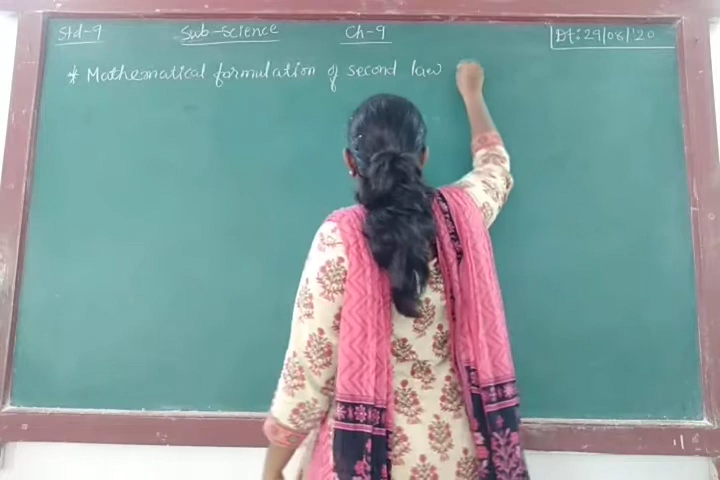 Std-9 Sub-Science Ch-9 Dt:29/08/'20
* Mathematical formulation of second law